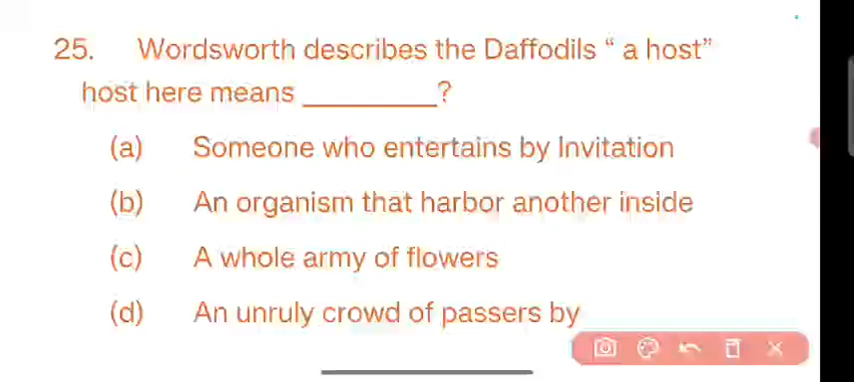 25. Wordsworth describes the Daffodils “ a host”
host here means _________?
(a) Someone who entertains by Invitation
(b) An organism that harbor another inside
(c) A whole army of flowers
(d) An unruly crowd of passers by